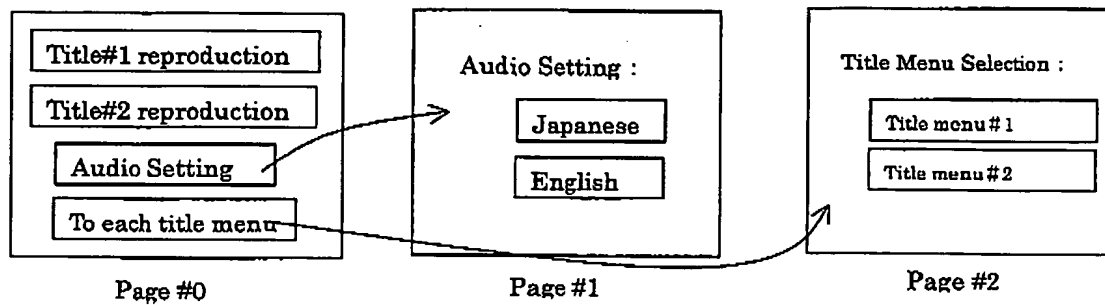 Title#1 reproduction
Title#2 reproduction
Audio Setting
To each title menu
Page #0
Audio Setting :
Japanese
English
Page #1
Title Menu Selection :
Title menu #1
Title menu #2
Page #2